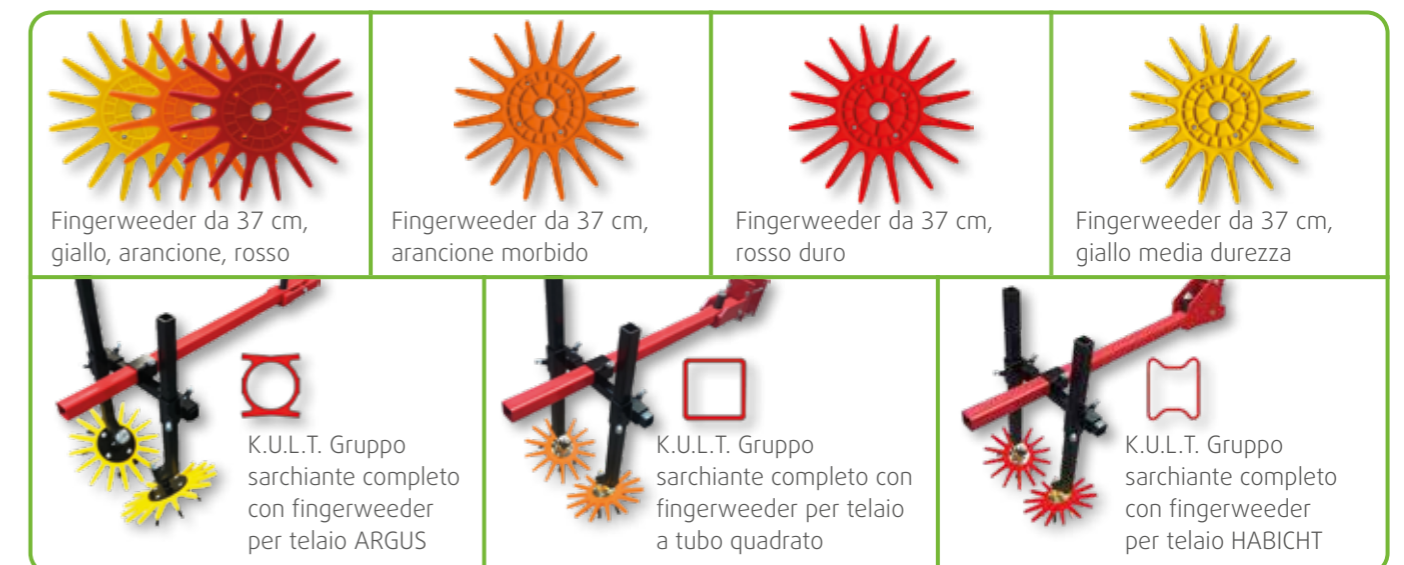 Fingerweeder da 37 cm,
giallo, arancione, rosso
Fingerweeder da 37 cm,
arancione morbido
Fingerweeder da 37 cm,
rosso duro
Fingerweeder da 37 cm,
giallo media durezza
K.U.L.T. Gruppo
sarchiante completo
con fingerweeder
per telaio ARGUS
K.U.L.T. Gruppo
sarchiante completo con
fingerweeder per telaio
a tubo quadrato
K.U.L.T. Gruppo
sarchiante completo
con fingerweeder
per telaio HABICHT